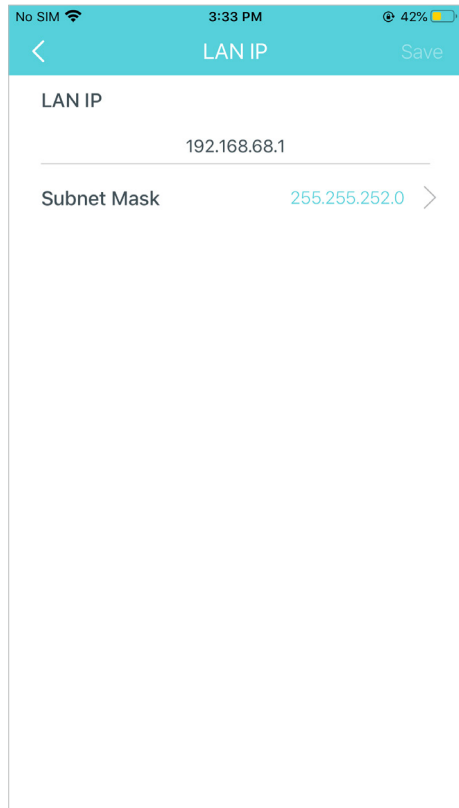 No SIM 3:33 PM 42%
LAN IP Save
LAN IP
192.168.68.1
Subnet Mask 255.255.252.0